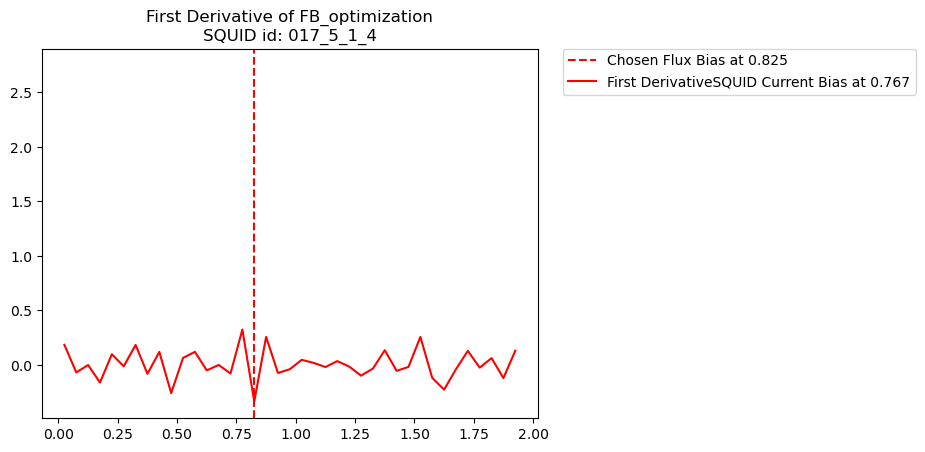 First Derivative of FB_optimization
SQUID id: 017_5_1_4
Chosen Flux Bias at 0.825
First DerivativeSQUID Current Bias at 0.767
2.5
2.0
1.5
1.0
0.5
0.0
0.00 0.25 0.50 0.75 1.00 1.25 1.50 1.75 2.00